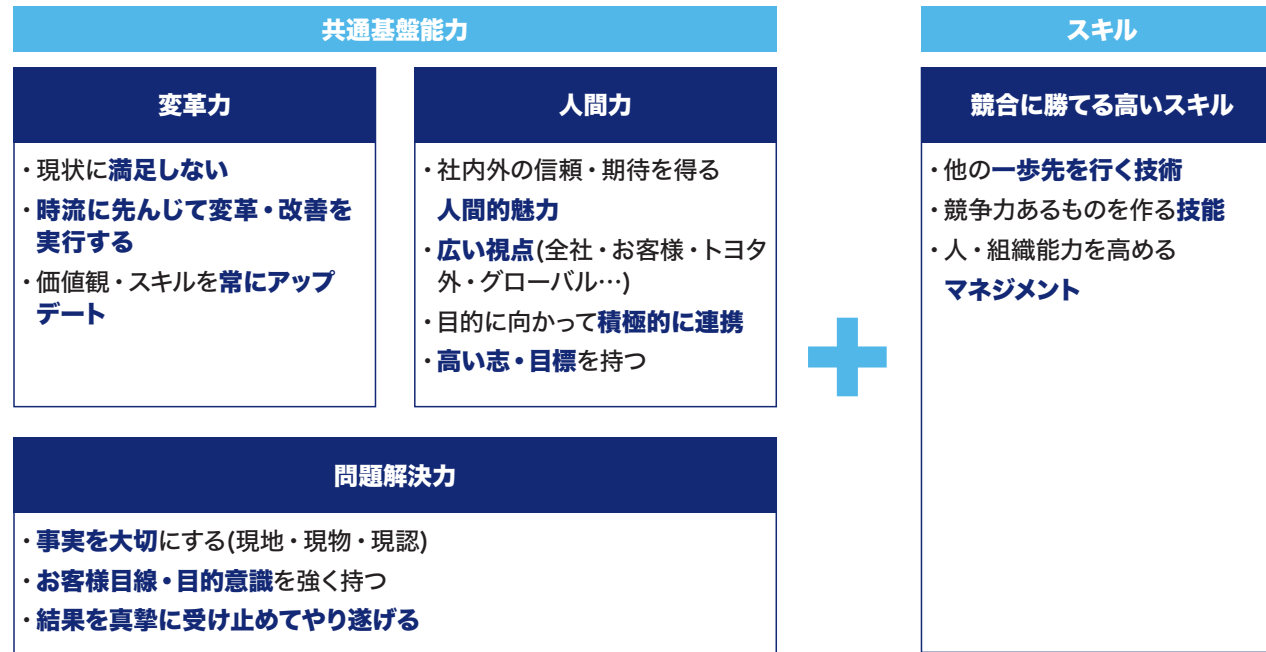 共通基盤能力
変革力
・現状に満足しない
・時流に先んじて変革・改善を
実行する
・価値観・スキルを常にアップ
デート
人間力
・社内外の信頼・期待を得る
人間的魅力
・広い視点(全社・お客様・トヨタ
外・グローバル…)
・目的に向かって積極的に連携
・高い志・目標を持つ
問題解決力
・事実を大切にする(現地・現物・現認)
・お客様目線・目的意識を強く持つ
・結果を真摯に受け止めてやり遂げる
スキル
競合に勝てる高いスキル
・他の一歩先を行く技術
・競争力あるものを作る技能
・人・組織能力を高める
マネジメント